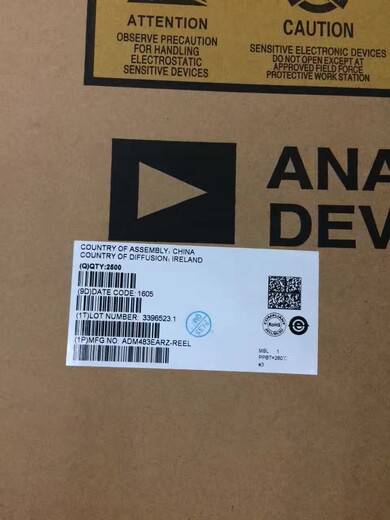 ATTENTION
OBSERVE PRECAUTION
FOR HANDLING
ELECTROSTATIC
SENSITIVE DEVICES
CAUTION
SENSITIVE ELECTRONIC DEVICES
DO NOT OPEN EXCEPT AT
APPROVED FIELD FORCE
PROTECTIVE WORK STATION
ANA
DEV
COUNTRY OF ASSEMBLY: CHINA
COUNTRY OF DIFFUSION: IRELAND
(Q)QTY:2500
(9D)DATE CODE: 1605
(1T)LOT NUMBER: 3396523.1
(1P)MFG NO: ADM483EARZ-REEL
RoHS
e
MSL 1
e3